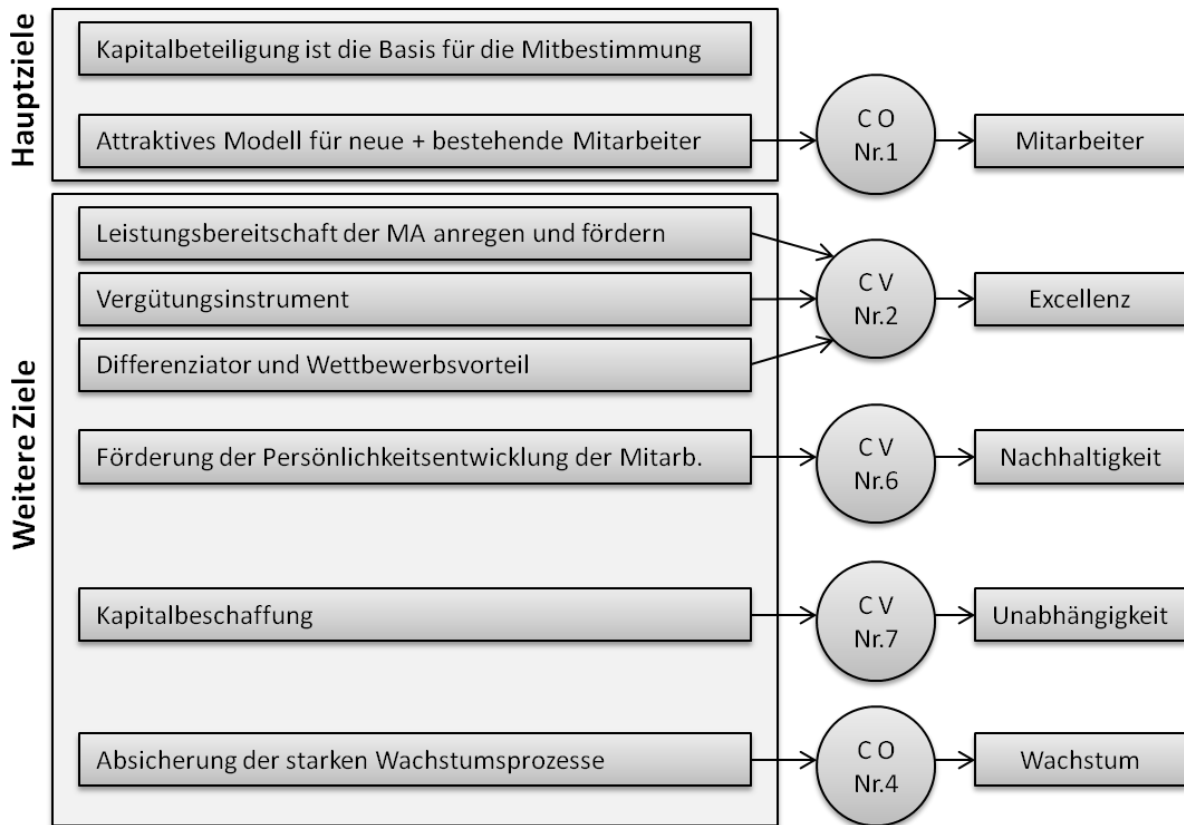 Hauptziele
Kapitalbeteiligung ist die Basis für die Mitbestimmung
Attraktives Modell für neue + bestehende Mitarbeiter
C O
Nr.1
Mitarbeiter
Weitere Ziele
Leistungsbereitschaft der MA anregen und fördern
Vergütungsinstrument
Differenziator und Wettbewerbsvorteil
C V
Nr.2
Excellenz
Förderung der Persönlichkeitsentwicklung der Mitarb.
C V
Nr.6
Nachhaltigkeit
Kapitalbeschaffung
C V
Nr.7
Unabhängigkeit
Absicherung der starken Wachstumsprozesse
C O
Nr.4
Wachstum